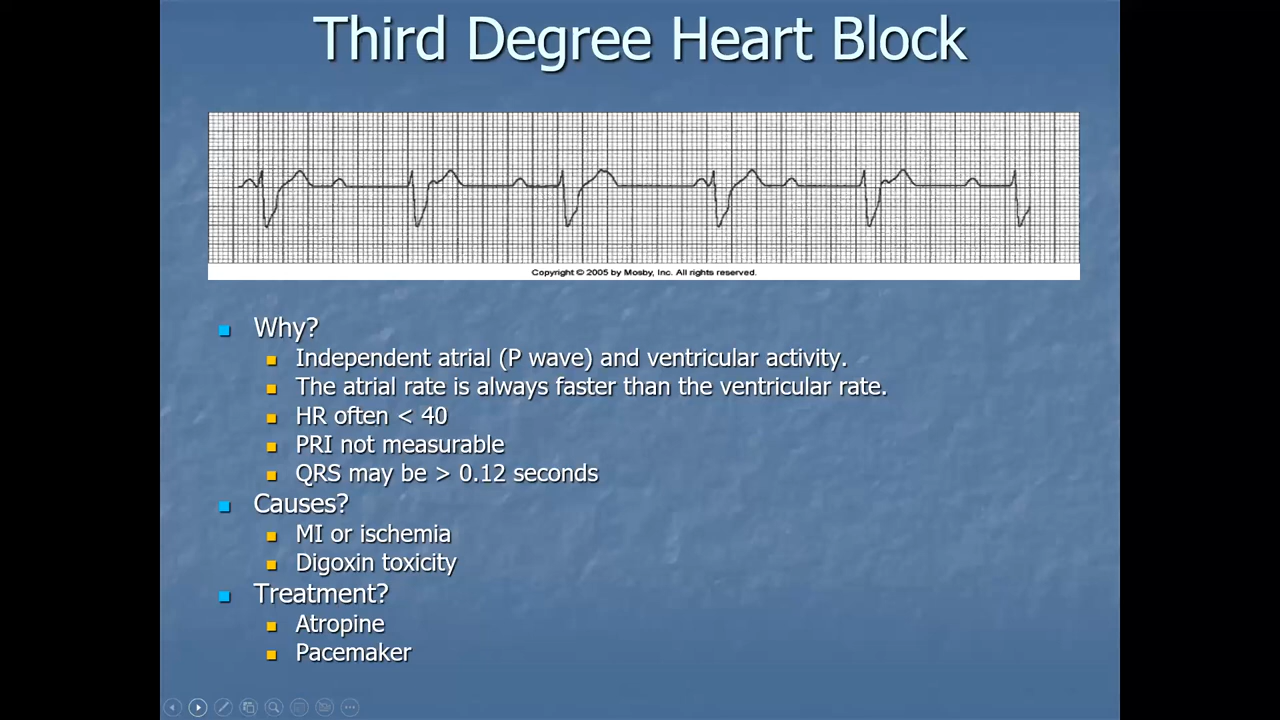 Third Degree Heart Block
Copyright © 2005 by Mosby, Inc. All rights reserved.
Why?
Independent atrial (P wave) and ventricular activity.
The atrial rate is always faster than the ventricular rate.
HR often < 40
PRI not measurable
QRS may be > 0.12 seconds
Causes?
MI or ischemia
Digoxin toxicity
Treatment?
Atropine
Pacemaker